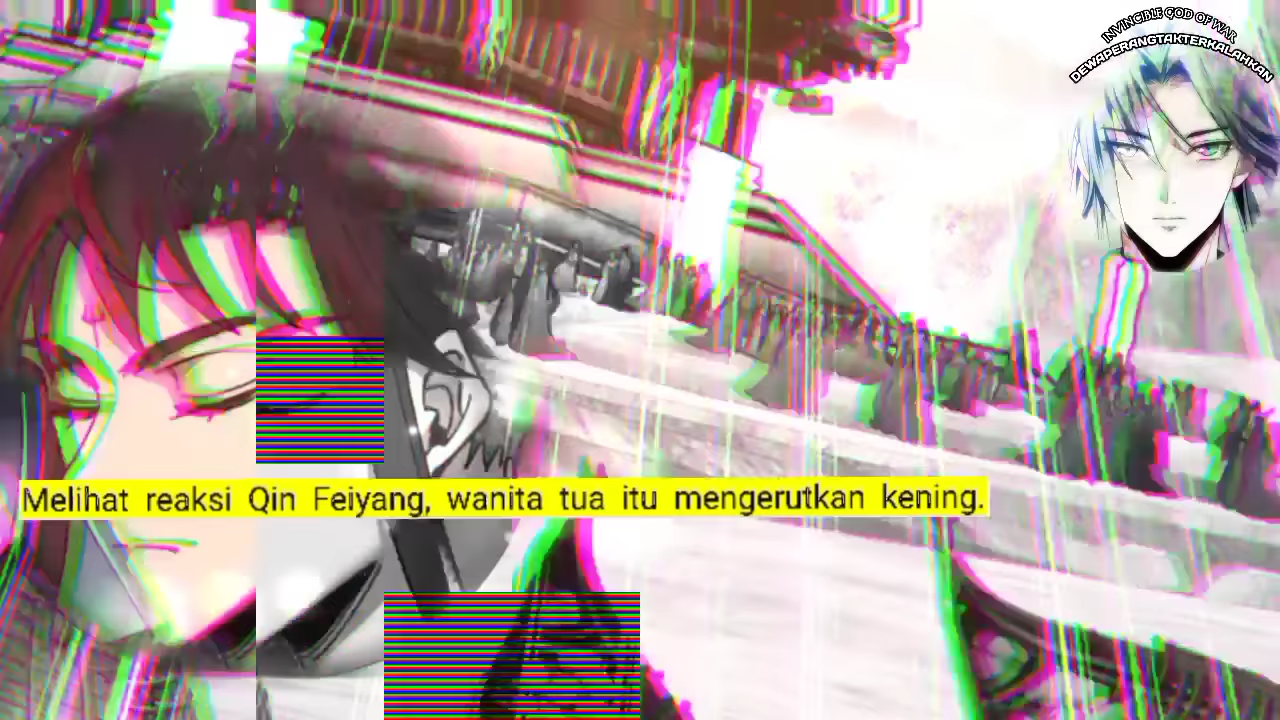 INVINCIBLE GOD OF WAR
DEWAPERANGTAKTERKALAHKAN
Melihat reaksi Qin Feiyang, wanita tua itu mengerutkan kening.